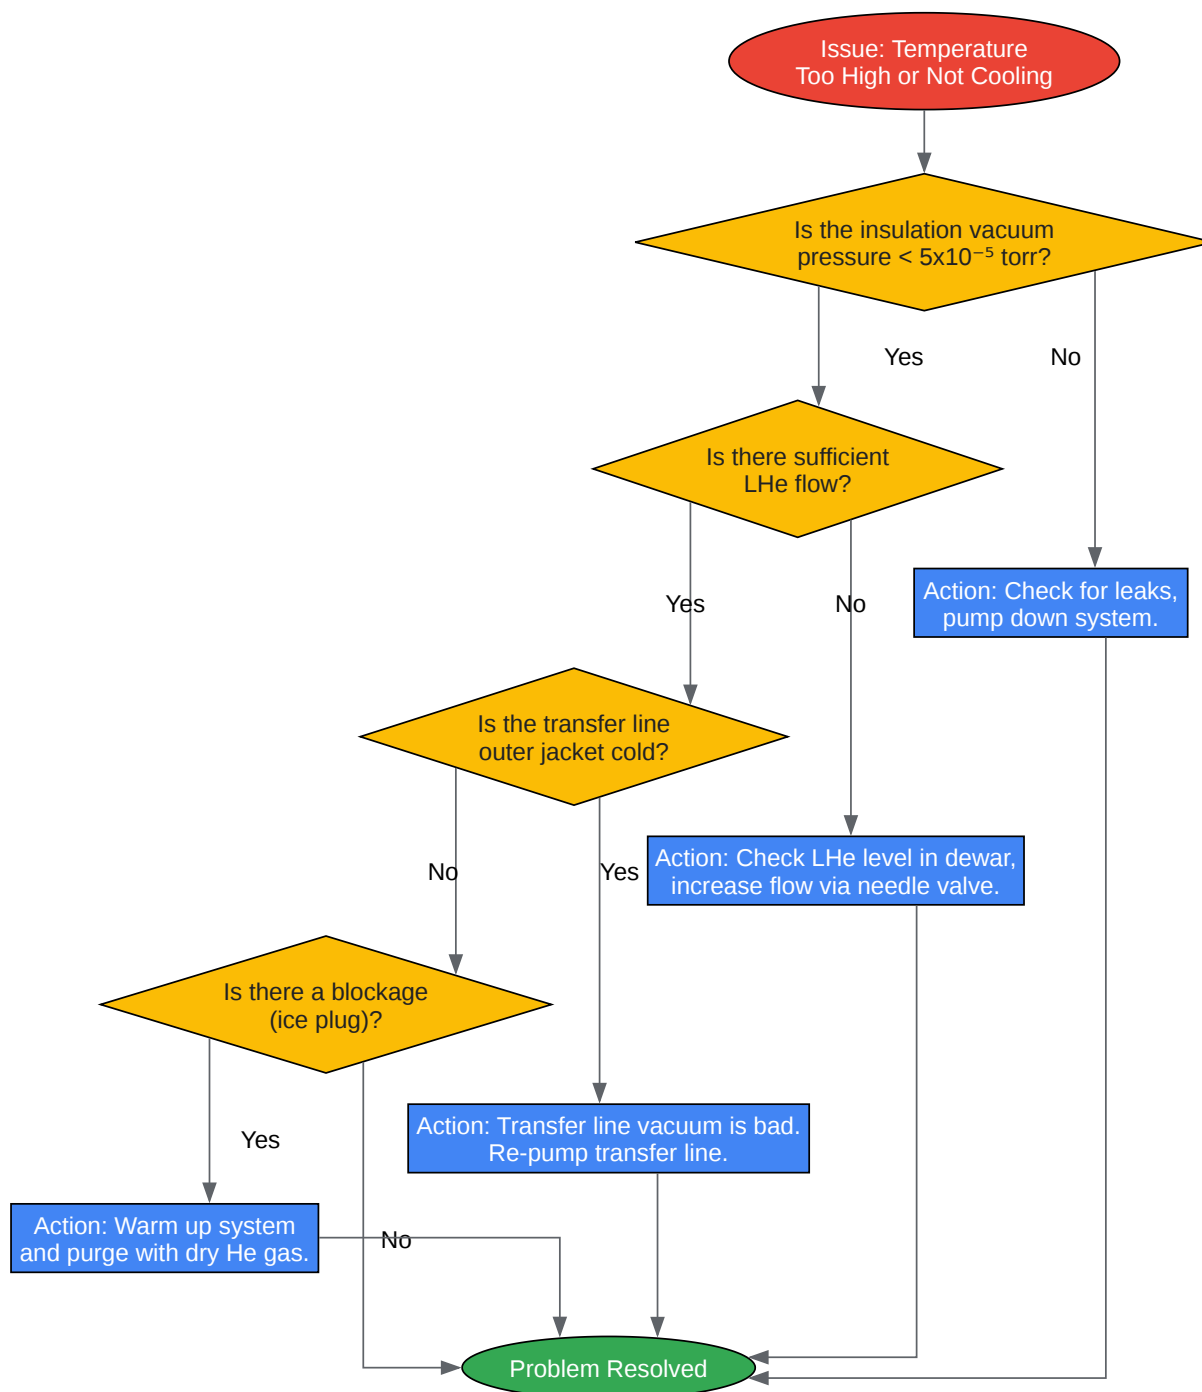 Issue: Temperature
Too High or Not Cooling
Is the insulation vacuum
pressure < 5x10⁻⁵ torr?
Yes
No
Is there sufficient
LHe flow?
Action: Check for leaks,
pump down system.
Yes
No
Is the transfer line
outer jacket cold?
Action: Check LHe level in dewar,
increase flow via needle valve.
No
Yes
Is there a blockage
(ice plug)?
Action: Transfer line vacuum is bad.
Re-pump transfer line.
Yes
Action: Warm up system
and purge with dry He gas.
No
Problem Resolved